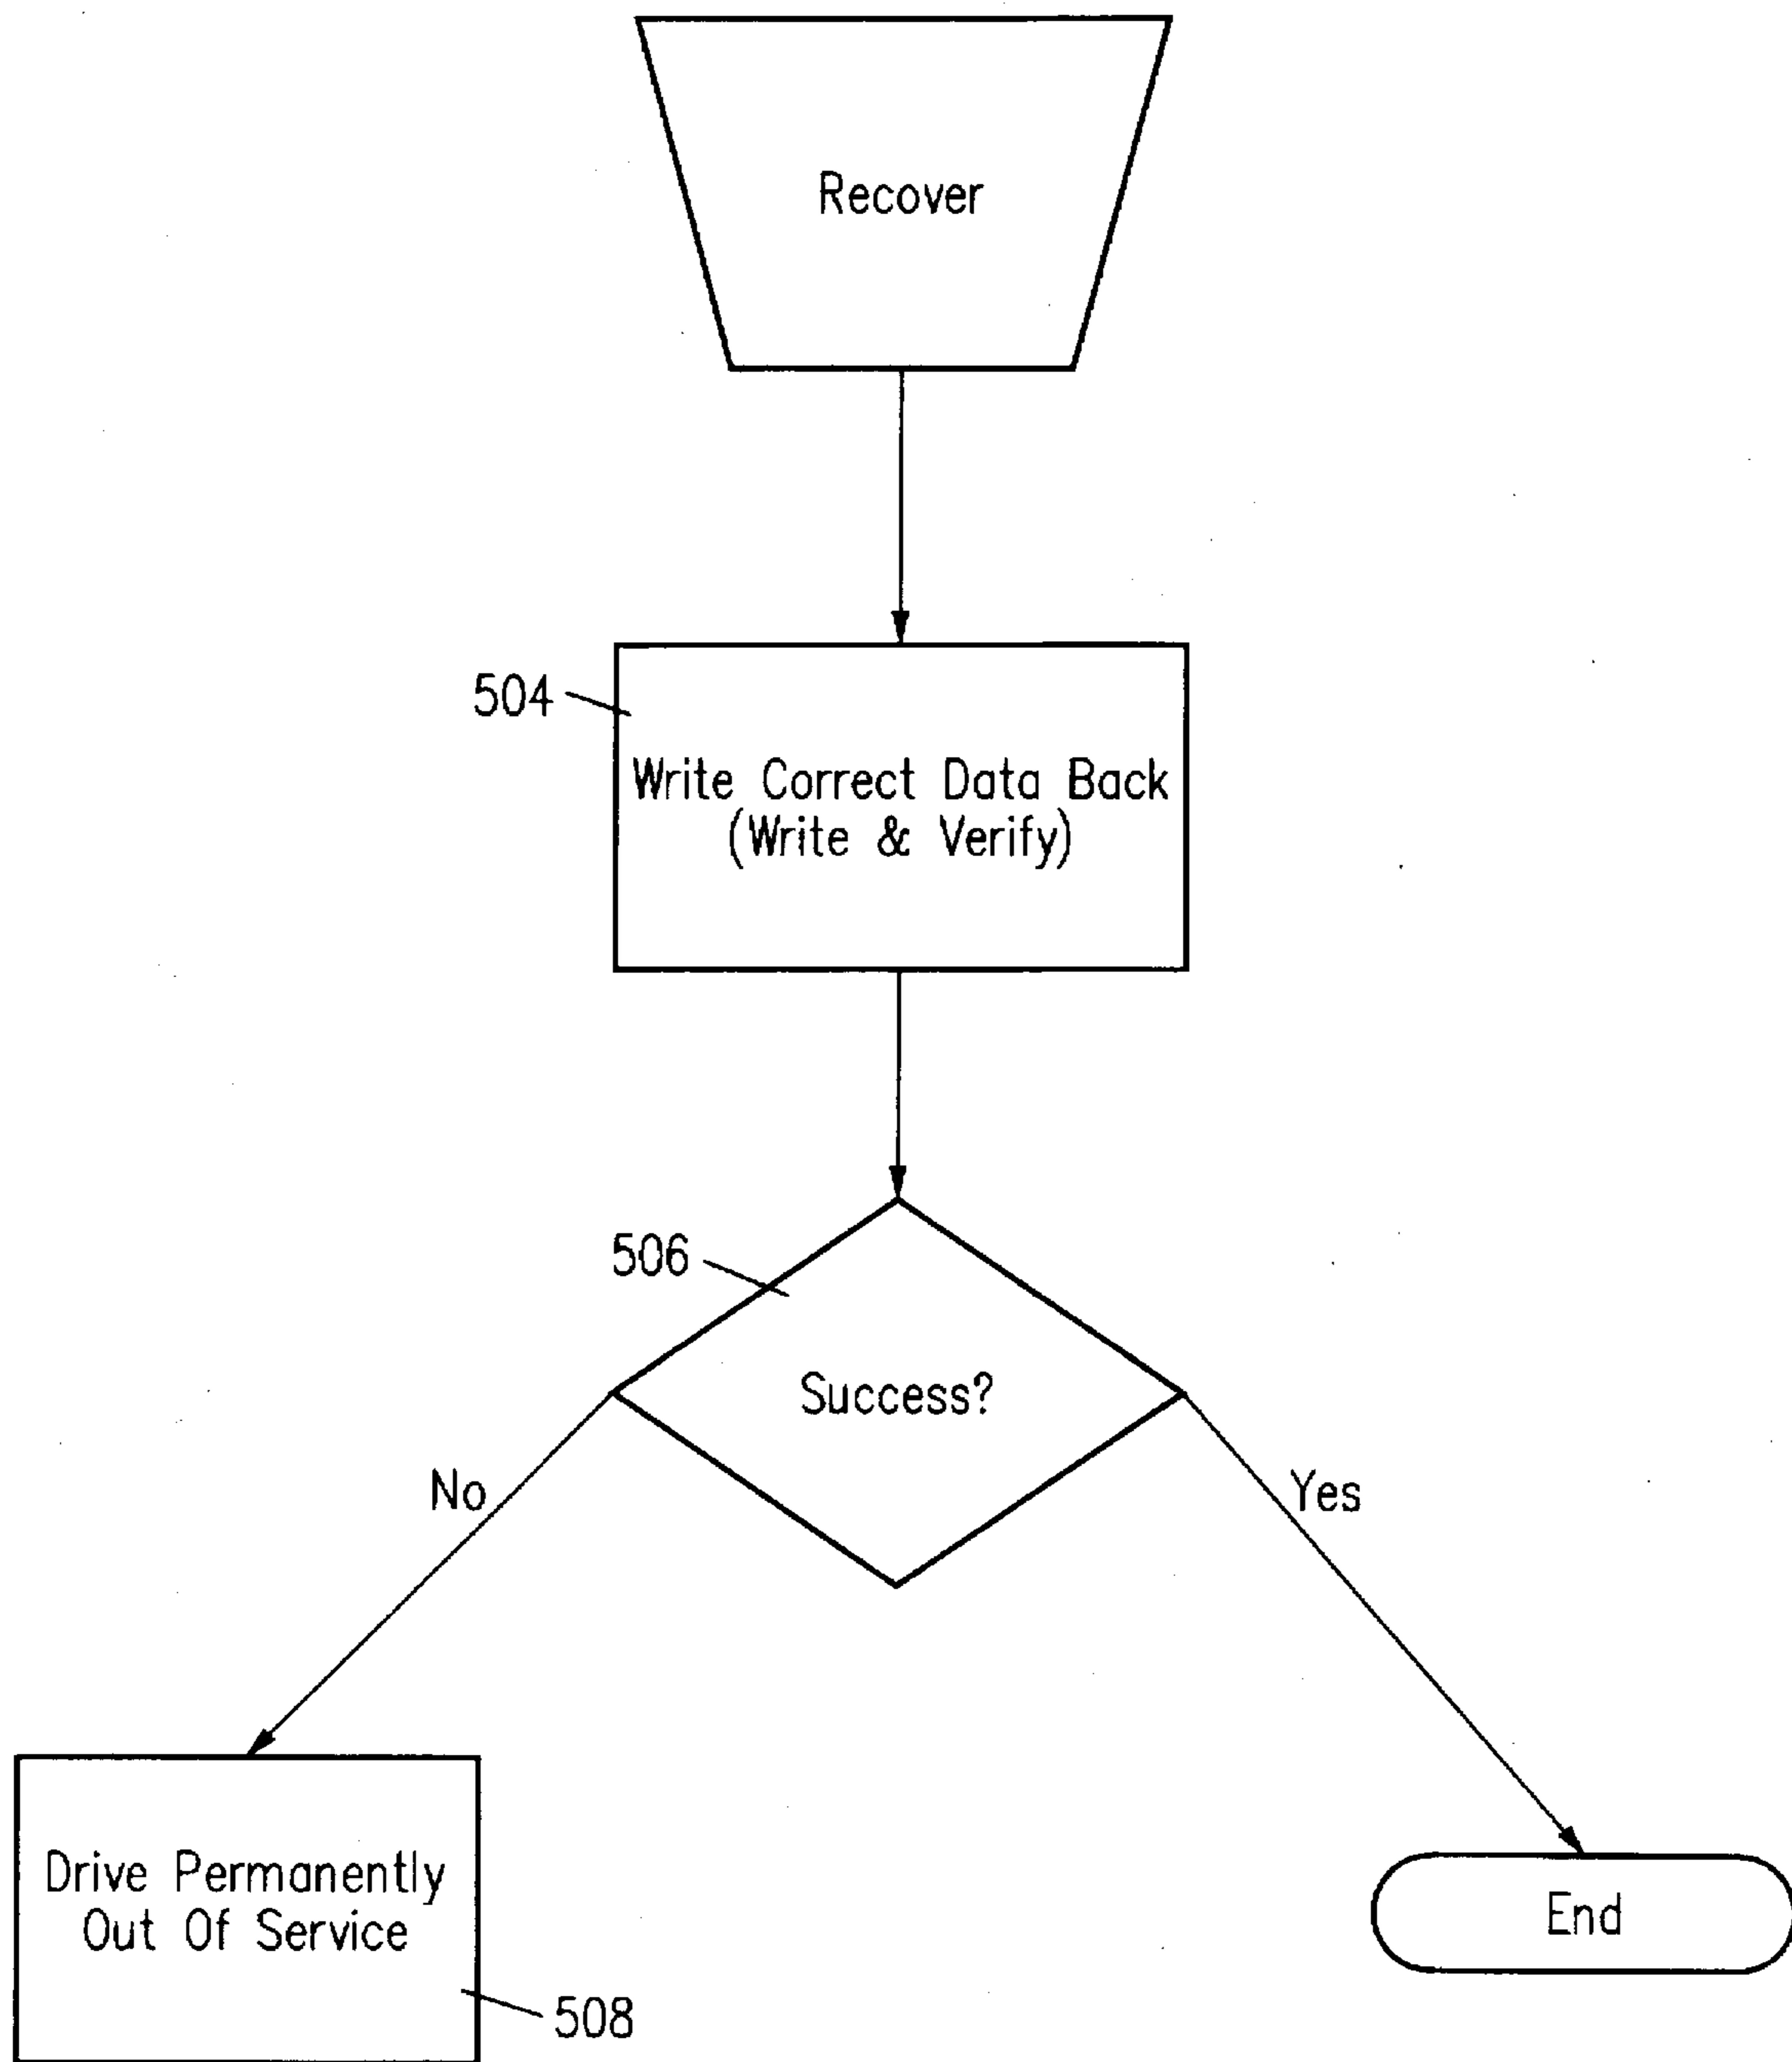 Recover
504
Write Correct Data Back
(Write & Verify)
506
Success?
No
Yes
Drive Permanently
Out Of Service
End
508